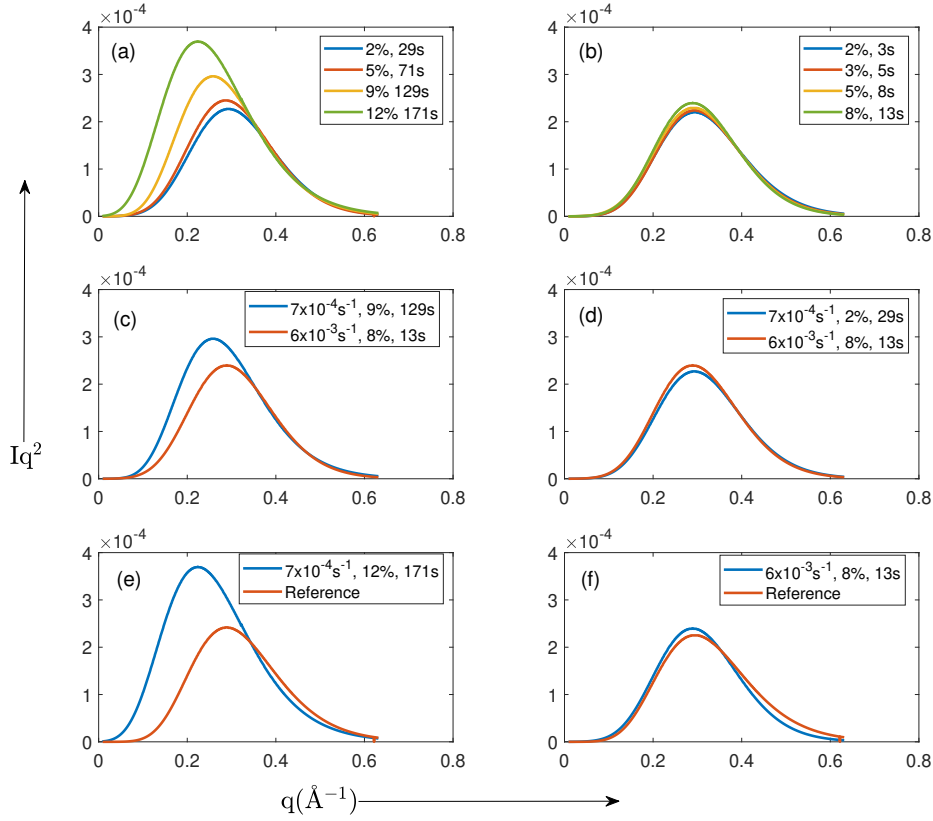 ×10⁻⁴
4
3
2
1
0
0 0.2 0.4 0.6 0.8
(a)
2%, 29s
5%, 71s
9% 129s
12% 171s
×10⁻⁴
4
3
2
1
0
0 0.2 0.4 0.6 0.8
(b)
2%, 3s
3%, 5s
5%, 8s
8%, 13s
×10⁻⁴
4
3
2
1
0
0 0.2 0.4 0.6 0.8
(c)
7x10⁻⁴s⁻¹, 9%, 129s
6x10⁻³s⁻¹, 8%, 13s
×10⁻⁴
4
3
2
1
0
0 0.2 0.4 0.6 0.8
(d)
7x10⁻⁴s⁻¹, 2%, 29s
6x10⁻³s⁻¹, 8%, 13s
×10⁻⁴
4
3
2
1
0
0 0.2 0.4 0.6 0.8
(e)
7x10⁻⁴s⁻¹, 12%, 171s
Reference
×10⁻⁴
4
3
2
1
0
0 0.2 0.4 0.6 0.8
(f)
6x10⁻³s⁻¹, 8%, 13s
Reference
Iq²
q(Å⁻¹)